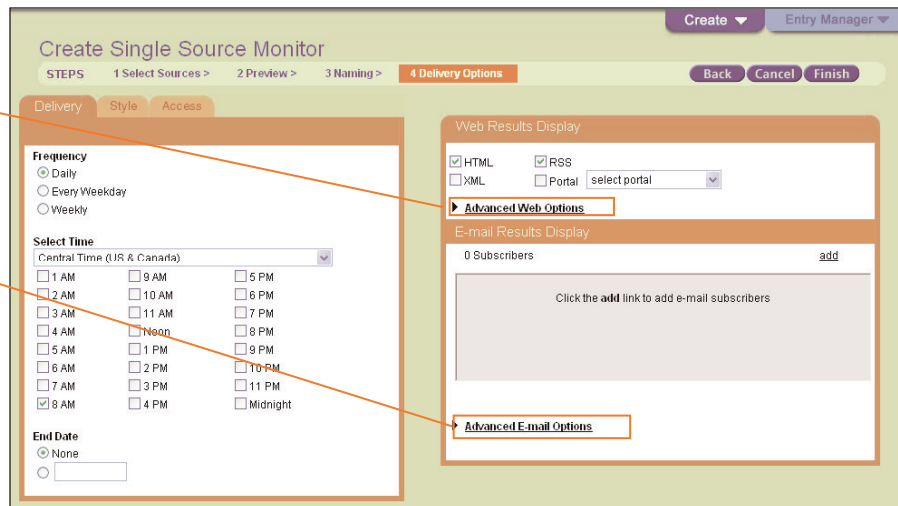 Create
Entry Manager
Create Single Source Monitor
STEPS 1 Select Sources > 2 Preview > 3 Naming > 4 Delivery Options
Back Cancel Finish
Delivery Style Access
Frequency
Daily
Every Weekday
Weekly
Select Time
Central Time (US & Canada)
1 AM 9 AM 5 PM
2 AM 10 AM 6 PM
3 AM 11 AM 7 PM
4 AM Noon 8 PM
5 AM 1 PM 9 PM
6 AM 2 PM 10 PM
7 AM 3 PM 11 PM
8 AM 4 PM Midnight
End Date
None
Web Results Display
HTML RSS
XML Portal select portal
Advanced Web Options
E-mail Results Display
0 Subscribers add
Click the add link to add e-mail subscribers
Advanced E-mail Options